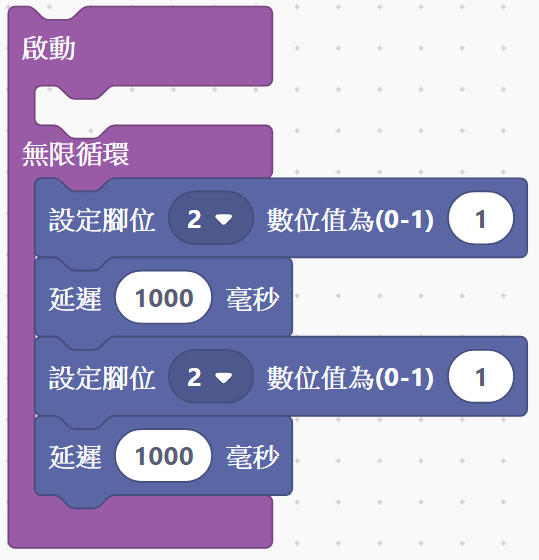 啟動
無限循環
設定腳位 2 數位值為(0-1) 1
延遲 1000 毫秒
設定腳位 2 數位值為(0-1) 1
延遲 1000 毫秒